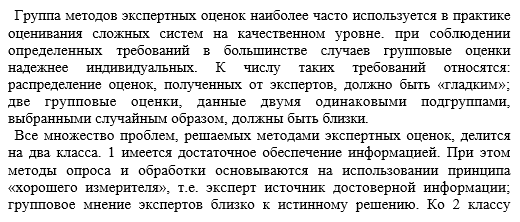 Группа методов экспертных оценок наиболее часто используется в практике
оценивания сложных систем на качественном уровне. при соблюдении
определенных требований в большинстве случаев групповые оценки
надежнее индивидуальных. К числу таких требований относятся:
распределение оценок, полученных от экспертов, должно быть «гладким»;
две групповые оценки, данные двумя одинаковыми подгруппами,
выбранными случайным образом, должны быть близки.
Все множество проблем, решаемых методами экспертных оценок, делится
на два класса. 1 имеется достаточное обеспечение информацией. При этом
методы опроса и обработки основываются на использовании принципа
«хорошего измерителя», т.е. эксперт источник достоверной информации;
групповое мнение экспертов близко к истинному решению. Ко 2 классу